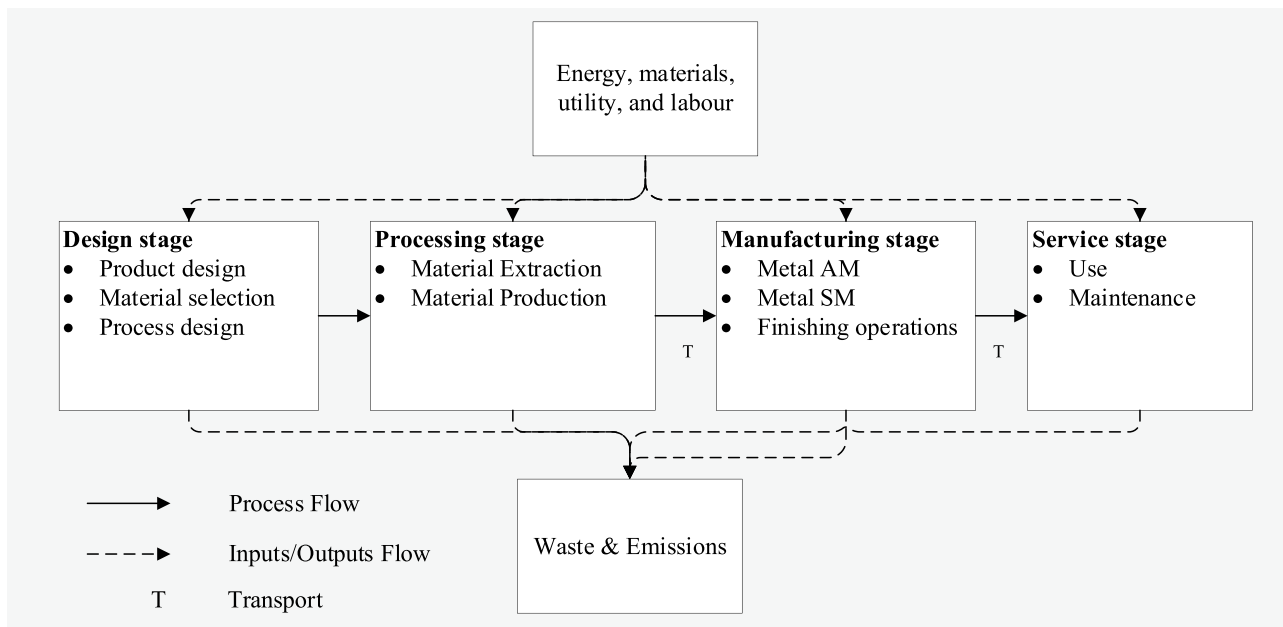 Energy, materials,
utility, and labour
Design stage
• Product design
• Material selection
• Process design
Processing stage
• Material Extraction
• Material Production
Manufacturing stage
• Metal AM
• Metal SM
• Finishing operations
Service stage
• Use
• Maintenance
T
T
Waste & Emissions
Process Flow
Inputs/Outputs Flow
T Transport